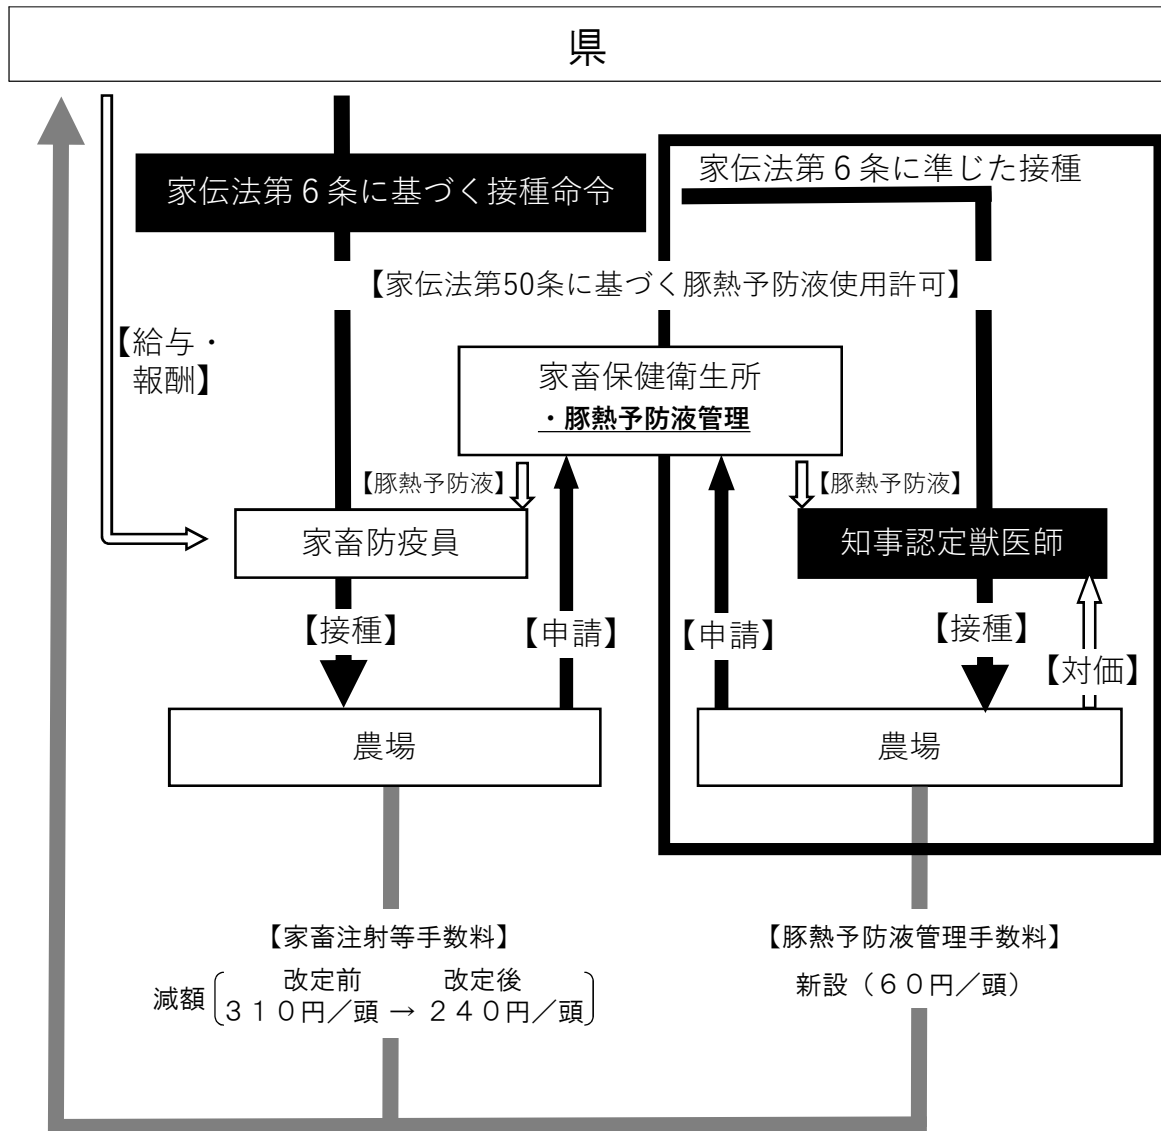 県
家伝法第６条に基づく接種命令
家伝法第６条に準じた接種
【家伝法第50条に基づく豚熱予防液使用許可】
【給与・
報酬】
家畜保健衛生所
・豚熱予防液管理
【豚熱予防液】
【豚熱予防液】
家畜防疫員
知事認定獣医師
【接種】
【申請】
【申請】
【接種】
【対価】
農場
農場
【家畜注射等手数料】
【豚熱予防液管理手数料】
改定前 改定後
減額 ３１０円／頭 → ２４０円／頭
新設（６０円／頭）